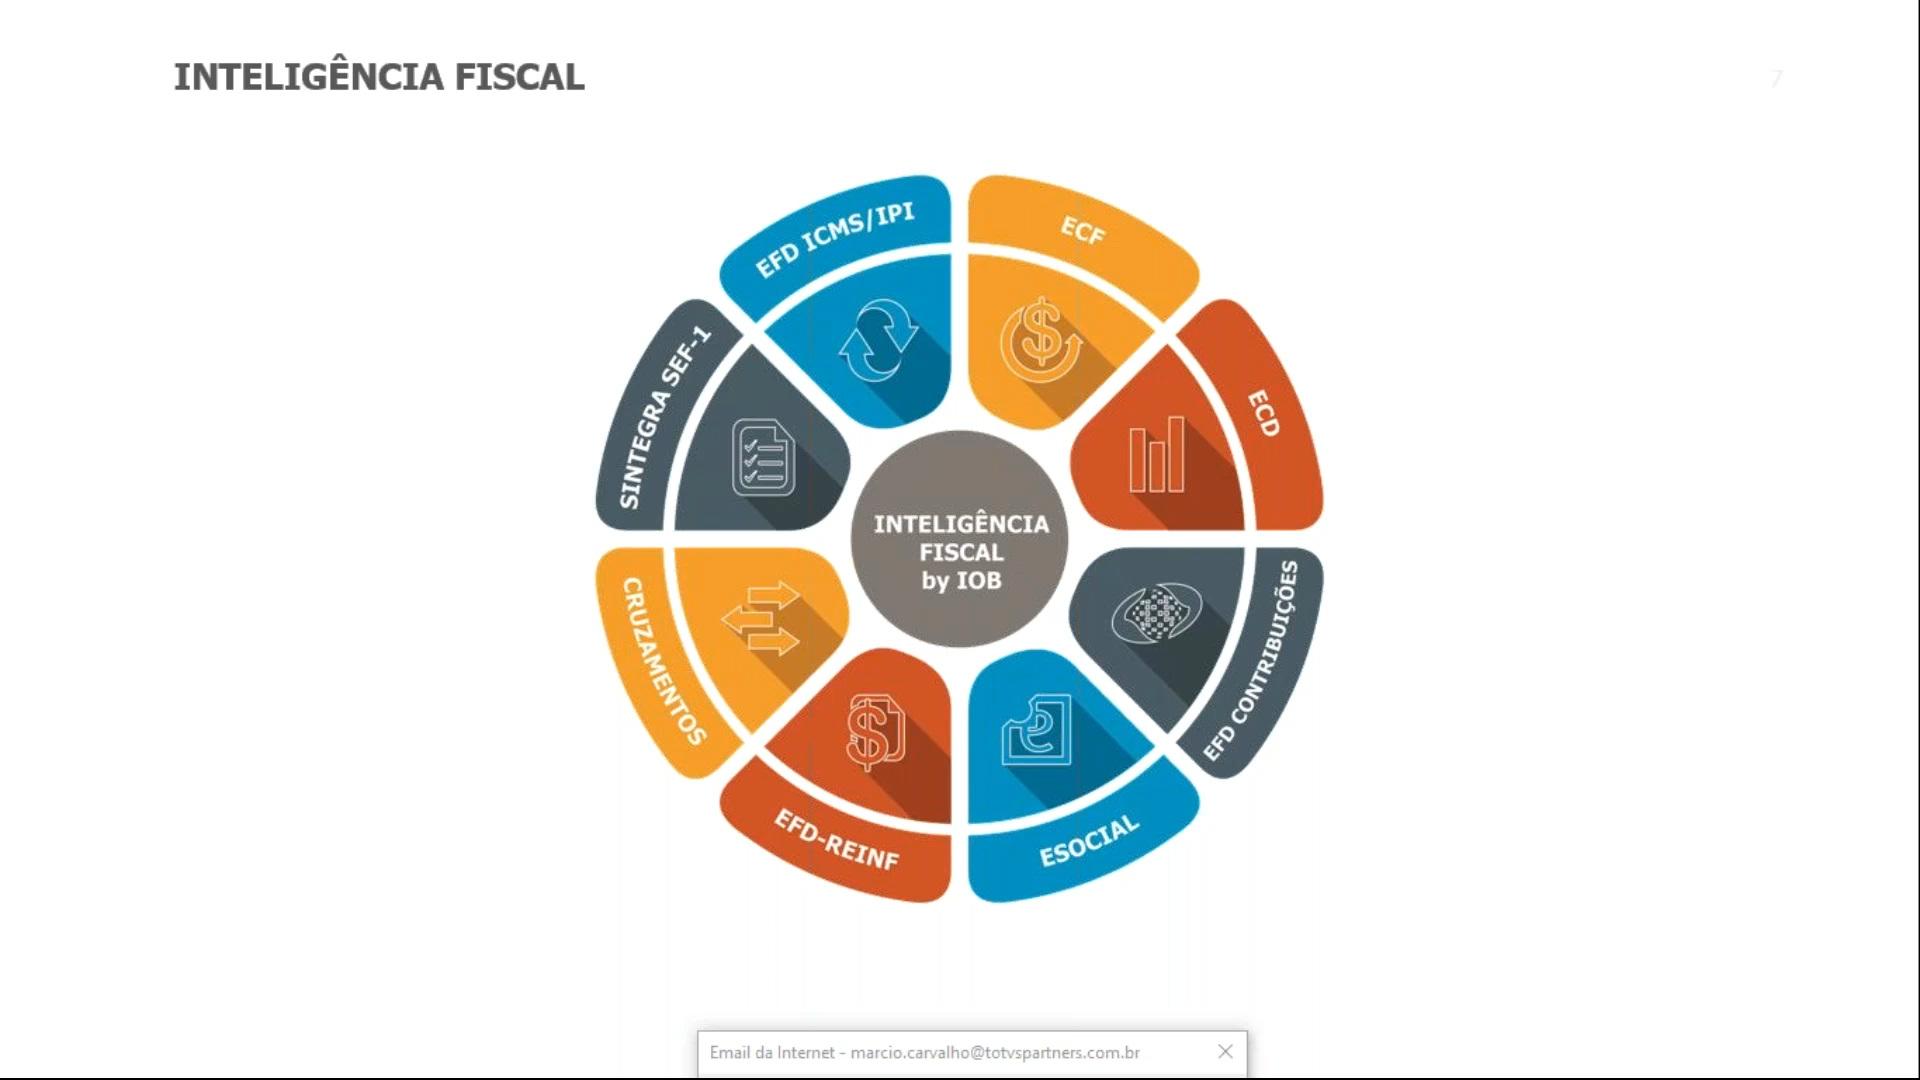 INTELIGÊNCIA FISCAL
7
EFD ICMS/IPI
ECF
SINTEGRA SEF-1
ECD
INTELIGÊNCIA
FISCAL
by IOB
CRUZAMENTOS
EFD CONTRIBUIÇÕES
EFD-REINF
ESOCIAL
Email da Internet - marcio.carvalho@totvspartners.com.br